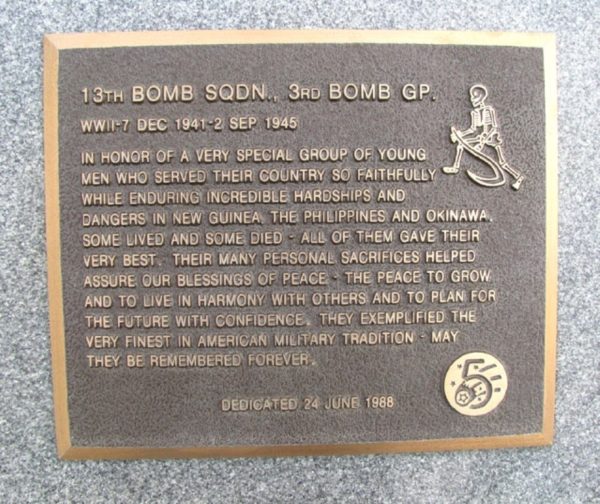 13TH BOMB SQDN., 3RD BOMB GP.
WWII-7 DEC 1941-2 SEP 1945
IN HONOR OF A VERY SPECIAL GROUP OF YOUNG
MEN WHO SERVED THEIR COUNTRY SO FAITHFULLY
WHILE ENDURING INCREDIBLE HARDSHIPS AND
DANGERS IN NEW GUINEA, THE PHILIPPINES AND OKINAWA.
SOME LIVED AND SOME DIED - ALL OF THEM GAVE THEIR
VERY BEST. THEIR MANY PERSONAL SACRIFICES HELPED
ASSURE OUR BLESSINGS OF PEACE - THE PEACE TO GROW
AND TO LIVE IN HARMONY WITH OTHERS AND TO PLAN FOR
THE FUTURE WITH CONFIDENCE. THEY EXEMPLIFIED THE
VERY FINEST IN AMERICAN MILITARY TRADITION - MAY
THEY BE REMEMBERED FOREVER.
DEDICATED 24 JUNE 1988
5